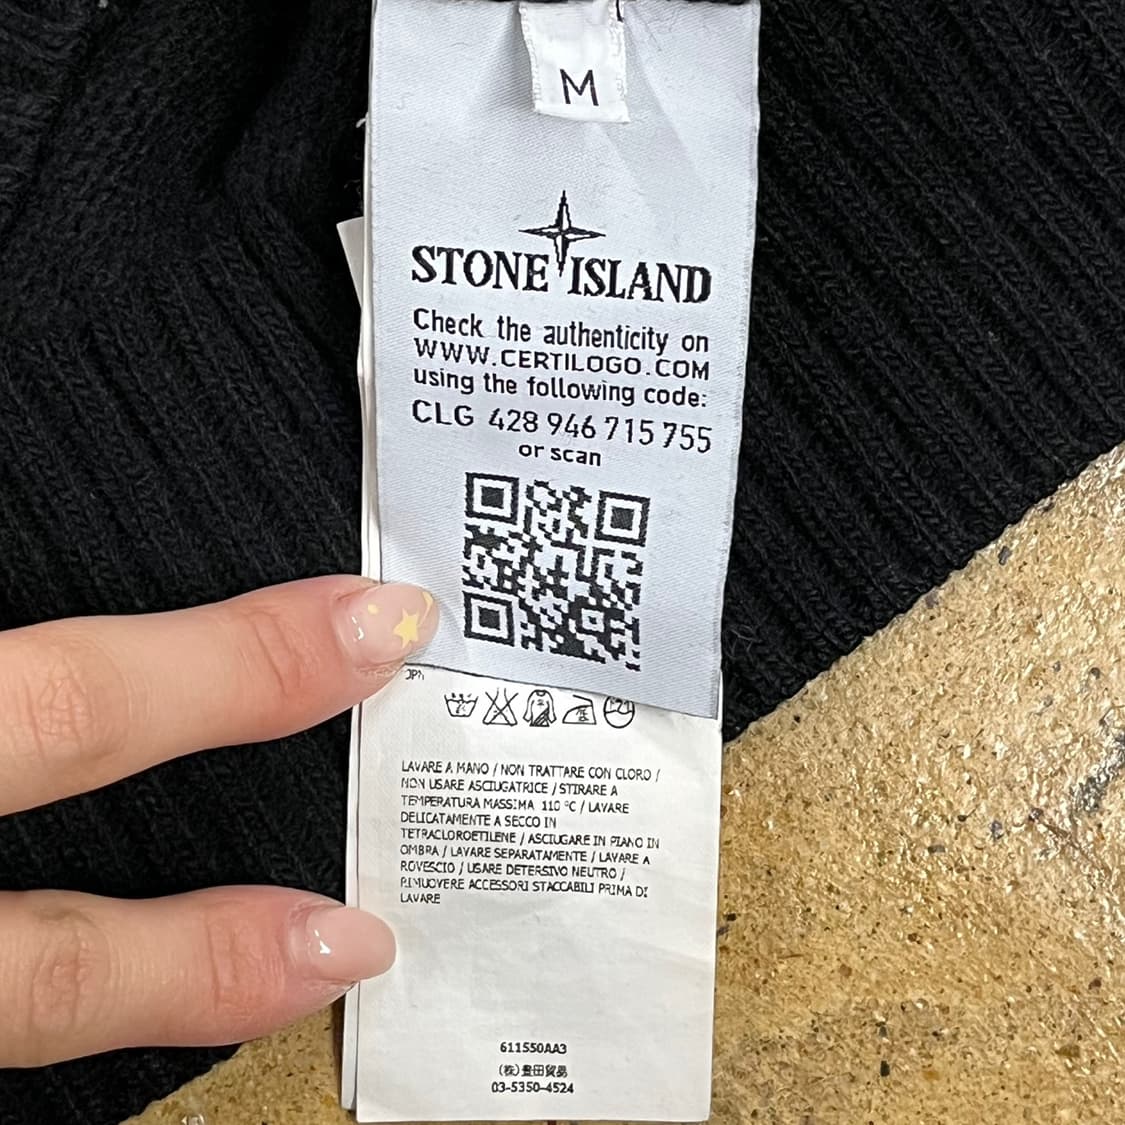 M
STONE ISLAND
Check the authenticity on
WWW.CERTILOGO.COM
using the following code:
CLG 428 946 715 755
or scan
JPN
LAVARE A MANO / NON TRATTARE CON CLORO /
NON USARE ASCIUGATRICE / STIRARE A
TEMPERATURA MASSIMA 110 °C / LAVARE
DELICATAMENTE A SECCO IN
TETRACLOROETILENE / ASCIUGARE IN PIANO IN
OMBRA / LAVARE SEPARATAMENTE / LAVARE A
ROVESCIO / USARE DETERSIVO NEUTRO /
RIMUOVERE ACCESSORI STACCABILI PRIMA DI
LAVARE
611550AA3
(株)豊田貿易
03-5350-4524